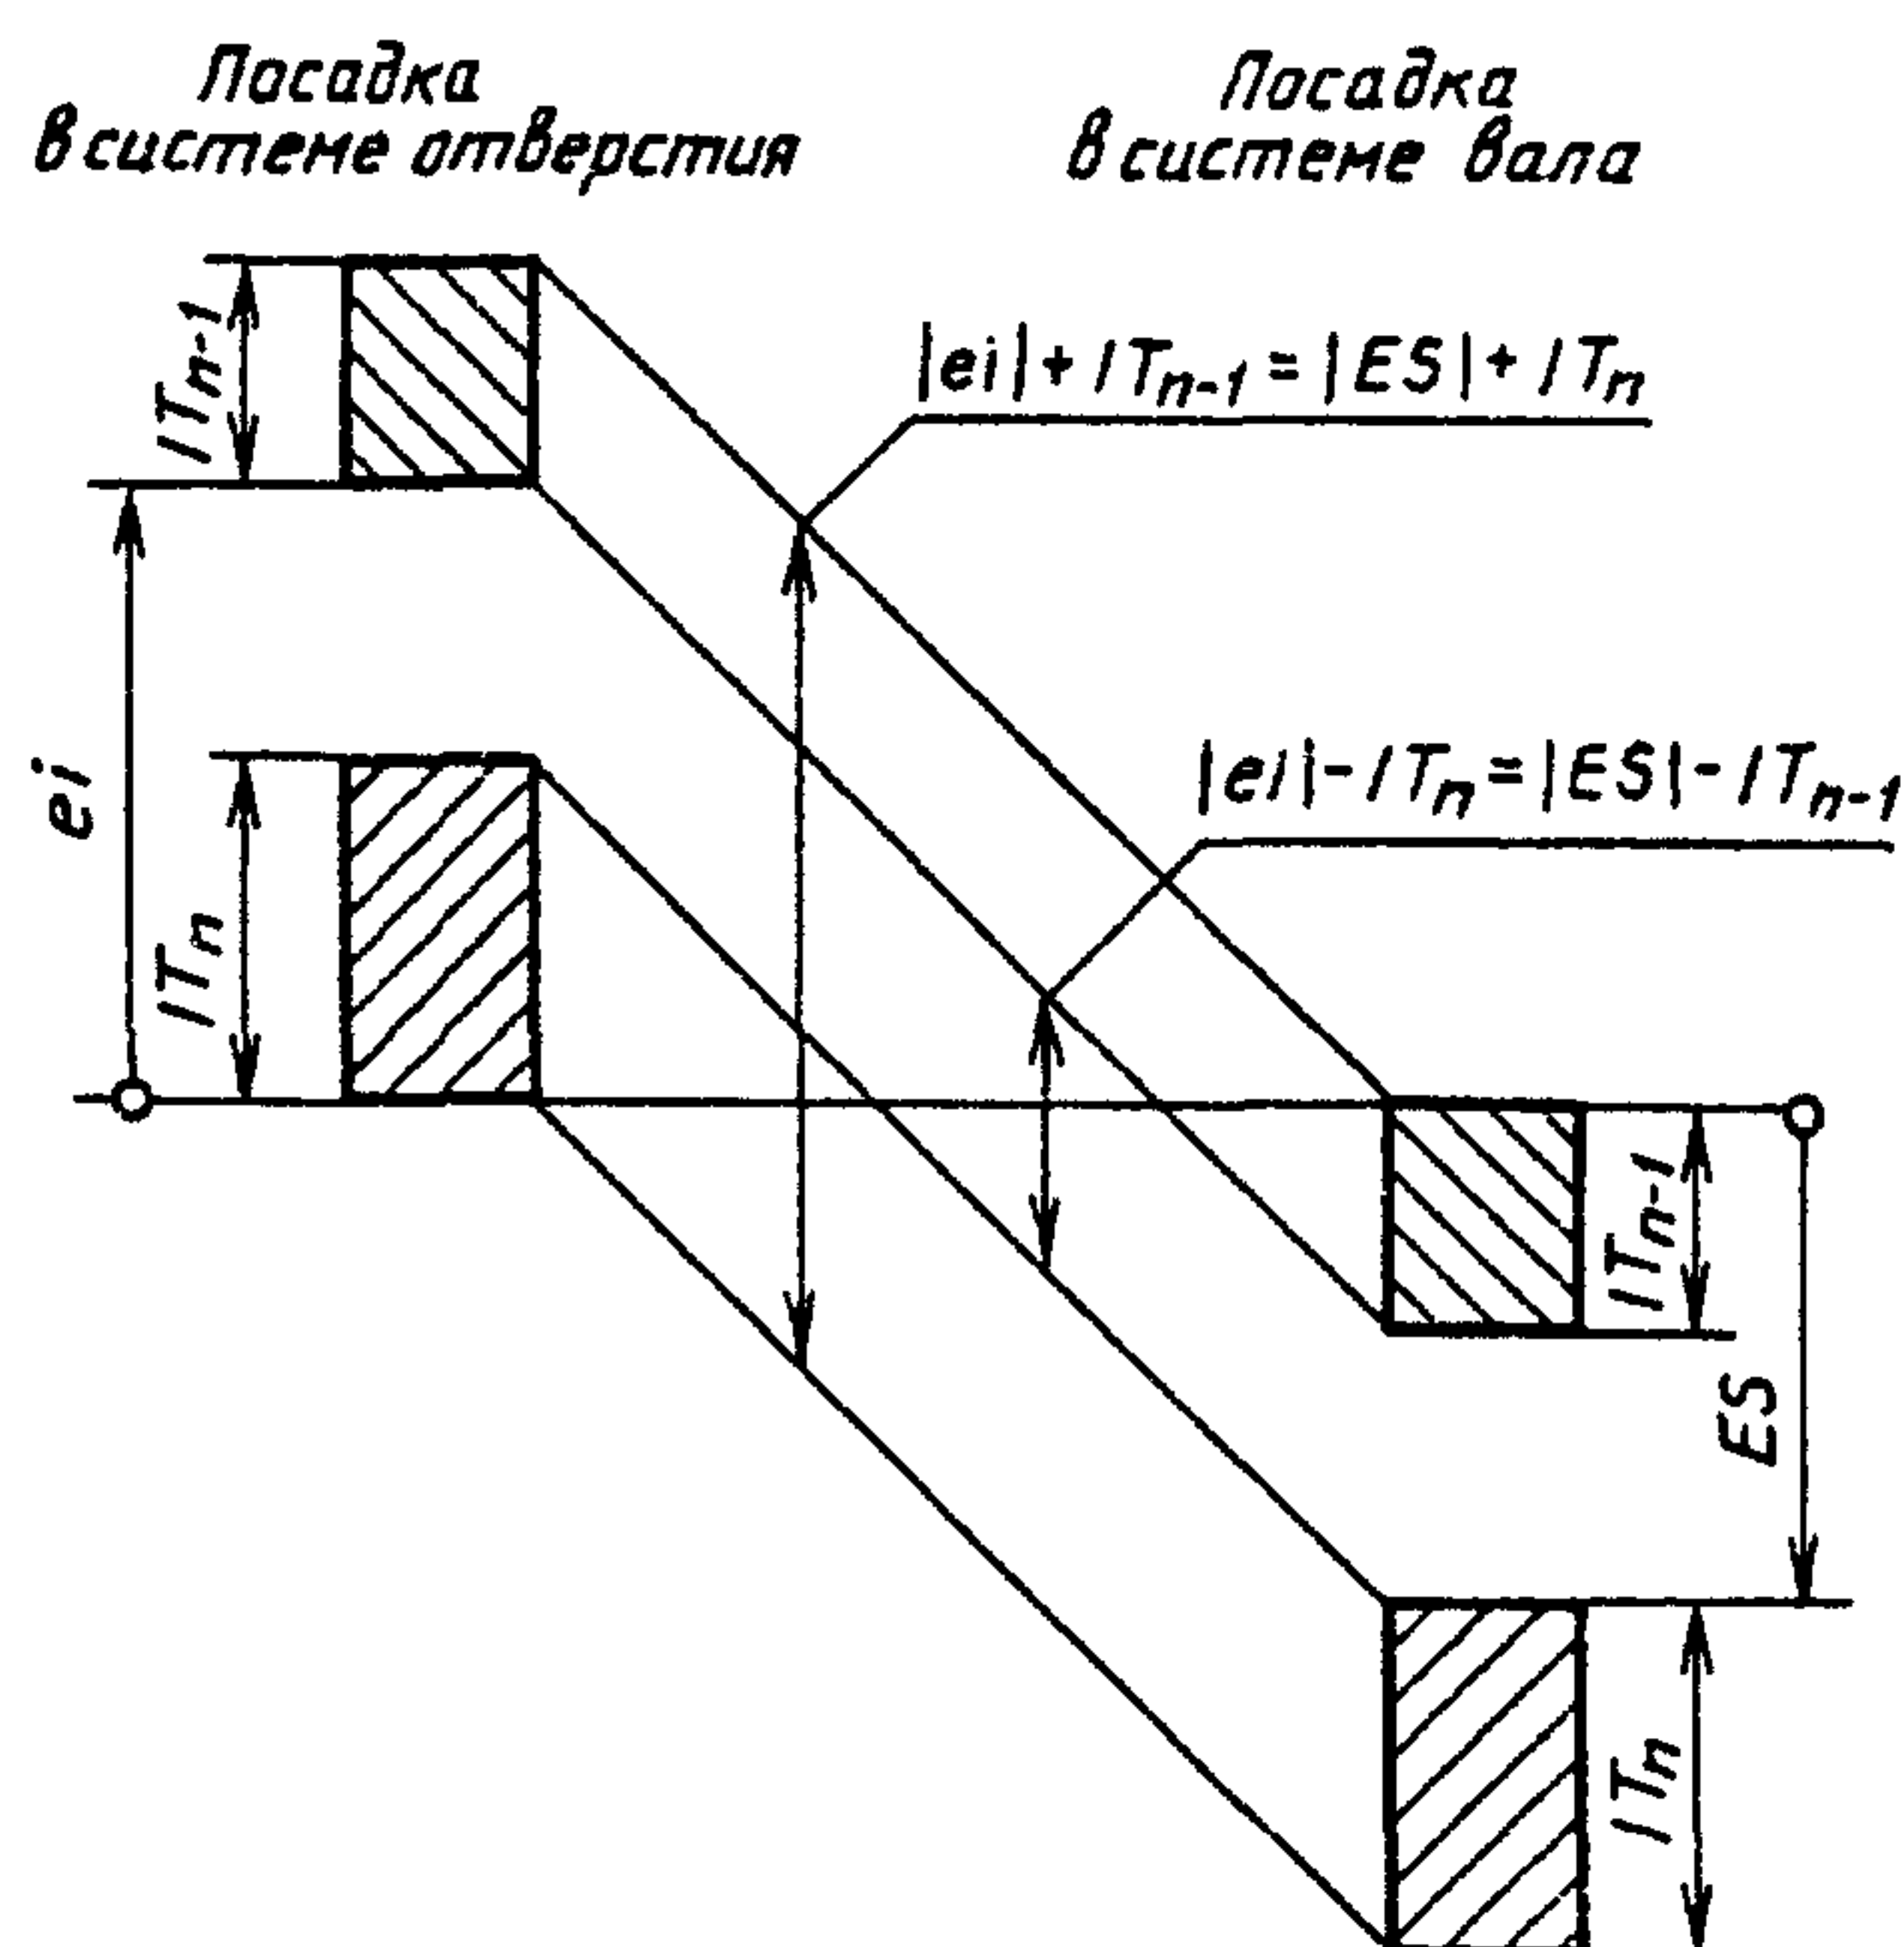 Посадка
в системе отверстия
Посадка
в системе вала
ITn-1
|ei| + ITn-1 = |ES| + ITn
ei
ITn
|ei| - ITn = |ES| - ITn-1
ITn-1
ES
ITn